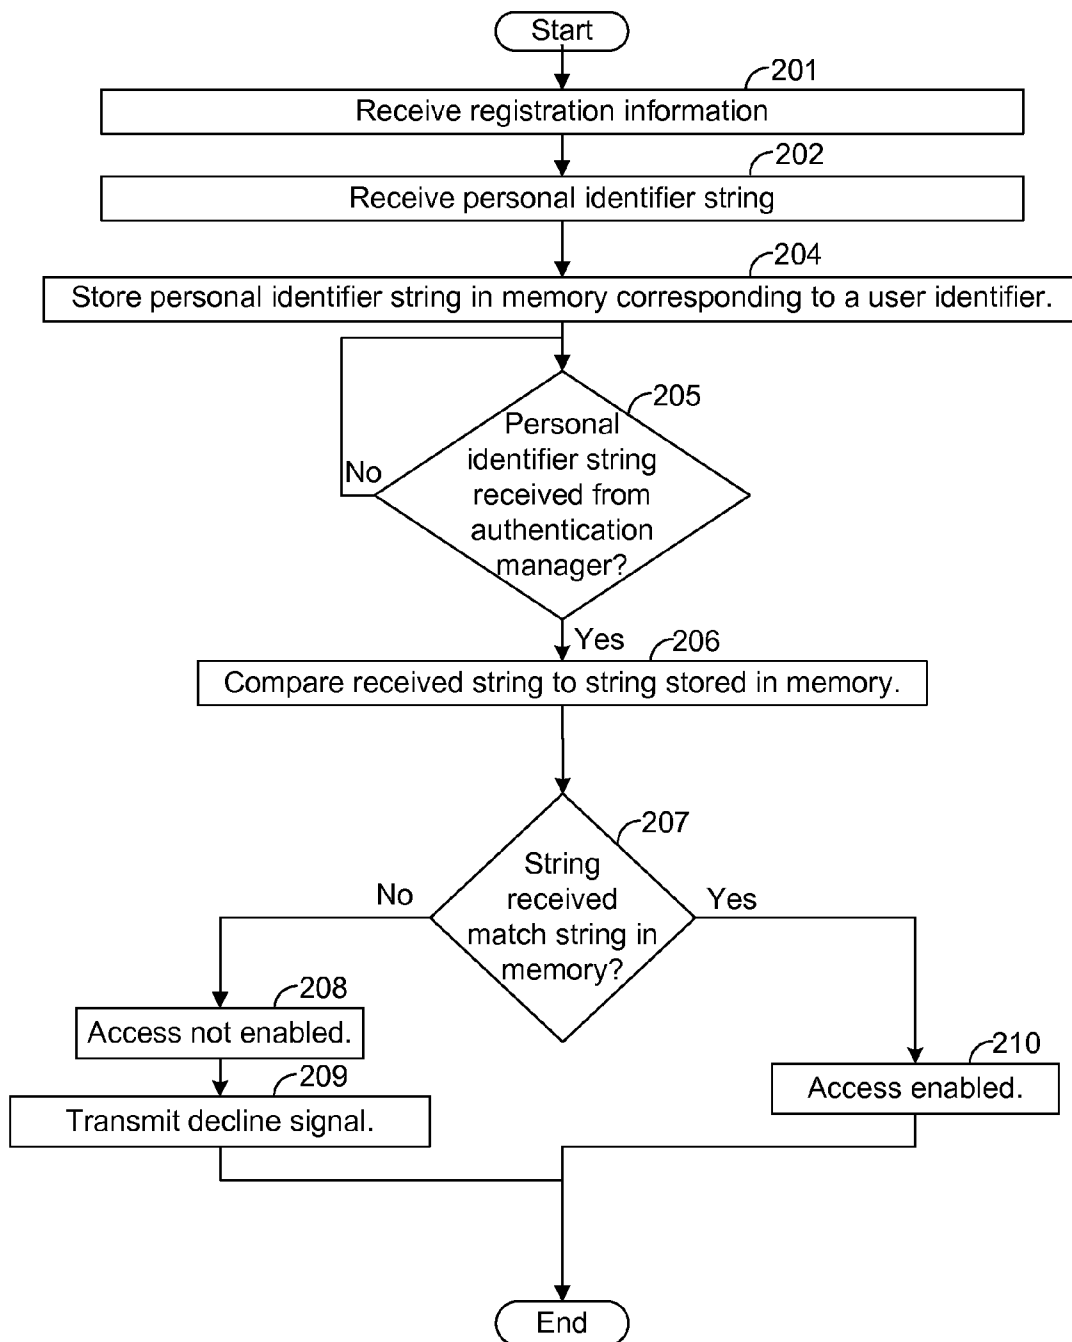 Start
201
Receive registration information
202
Receive personal identifier string
204
Store personal identifier string in memory corresponding to a user identifier.
205
Personal
identifier string
received from
authentication
manager?
No
Yes
206
Compare received string to string stored in memory.
207
String
received
match string in
memory?
No
Yes
208
Access not enabled.
209
Transmit decline signal.
210
Access enabled.
End